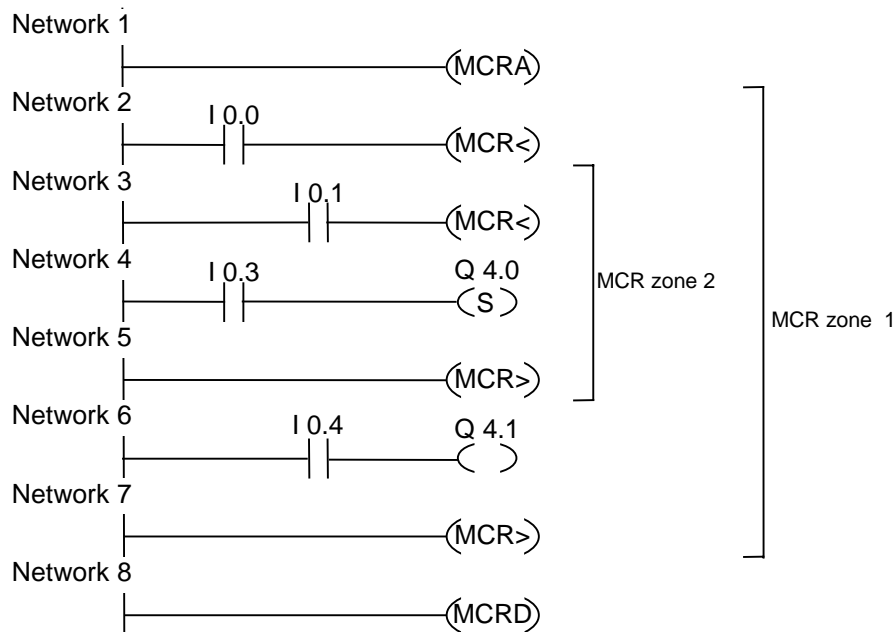 Network 1
(MCRA)
Network 2
I 0.0
(MCR<)
Network 3
I 0.1
(MCR<)
Network 4
I 0.3
Q 4.0
(S)
MCR zone 2
MCR zone 1
Network 5
(MCR>)
Network 6
I 0.4
Q 4.1
( )
Network 7
(MCR>)
Network 8
(MCRD)